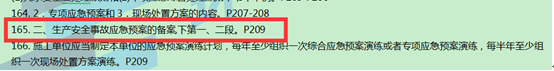 164. 2，专项应急预案和 3，现场处置方案的内容。P207-208
165. 二、生产安全事故应急预案的备案,下第一、二段。P209
166. 施工单位应当制定本单位的应急预案演练计划，每年至少组织一次综合应急预案演练或者专项应急预案演练，每半年至少组
织一次现场处置方案演练。P209